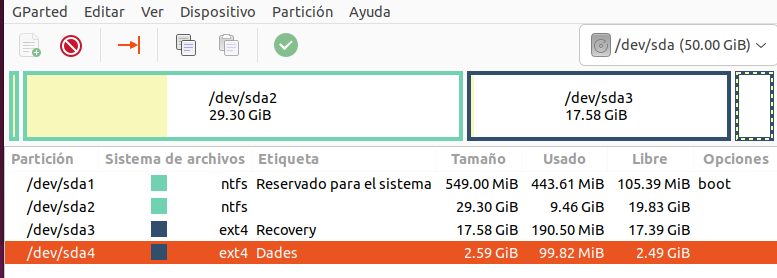 GParted Editar Ver Dispositivo Partición Ayuda
/dev/sda (50.00 GiB)
/dev/sda2 /dev/sda3
29.30 GiB 17.58 GiB
Partición Sistema de archivos Etiqueta Tamaño Usado Libre Opciones
/dev/sda1 ntfs Reservado para el sistema 549.00 MiB 443.61 MiB 105.39 MiB boot
/dev/sda2 ntfs 29.30 GiB 9.46 GiB 19.83 GiB
/dev/sda3 ext4 Recovery 17.58 GiB 190.50 MiB 17.39 GiB
/dev/sda4 ext4 Dades 2.59 GiB 99.82 MiB 2.49 GiB